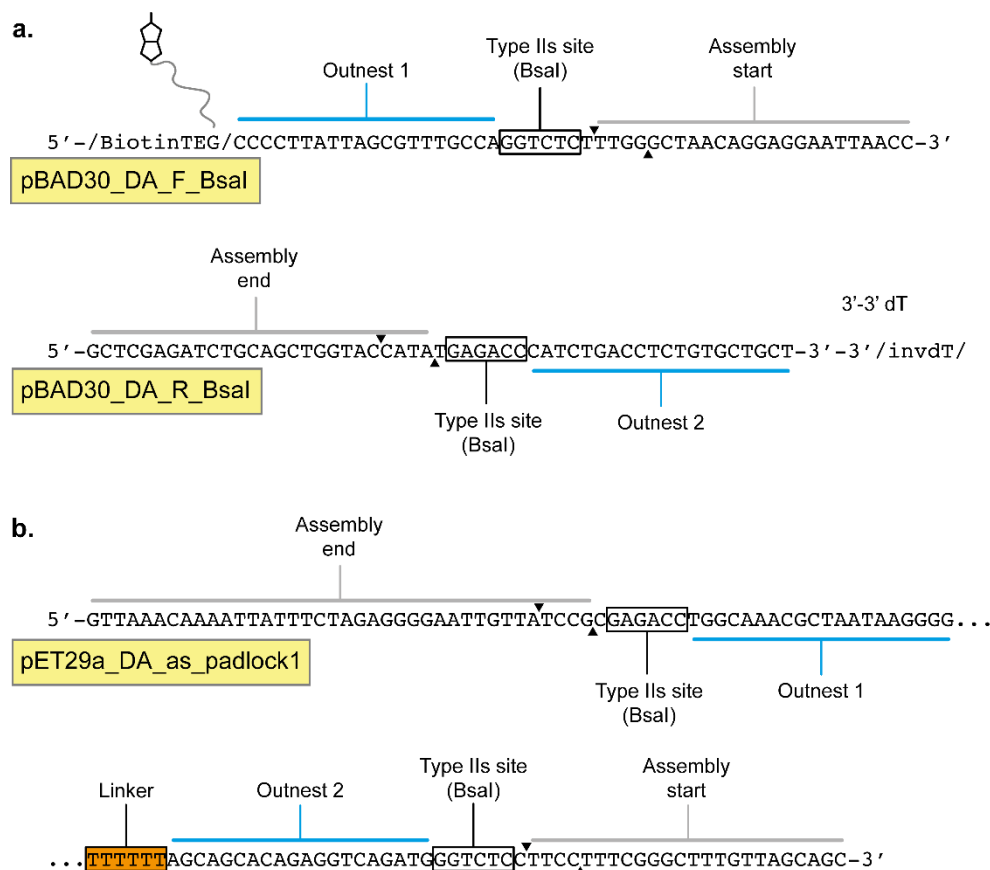 a.
Outnest 1
Type IIs site
(BsaI)
Assembly
start
5′-/BiotinTEG/CCCCTTATTAGCGTTTGCCAGGTCTCTTTGGGCTAACAGGAGGAATTAACC-3′
pBAD30_DA_F_BsaI
Assembly
end
3'-3' dT
5′-GCTCGAGATCTGCAGCTGGTACCATATGAGACCCATCTGACCTCTGTGCTGCT-3′-3′/invdT/
pBAD30_DA_R_BsaI
Type IIs site
(BsaI)
Outnest 2
b.
Assembly
end
5′-GTTAAACAAAATTATTTCTAGAGGGGAATTGTTATCCGCGAGACCTGGCAAACGCTAATAAGGGG...
pET29a_DA_as_padlock1
Type IIs site
(BsaI)
Outnest 1
Linker
Outnest 2
Type IIs site
(BsaI)
Assembly
start
...TTTTTTAGCAGCACAGAGGTCAGATGGGTCTCCTTCCTTTCGGGCTTTGTTAGCAGC-3′